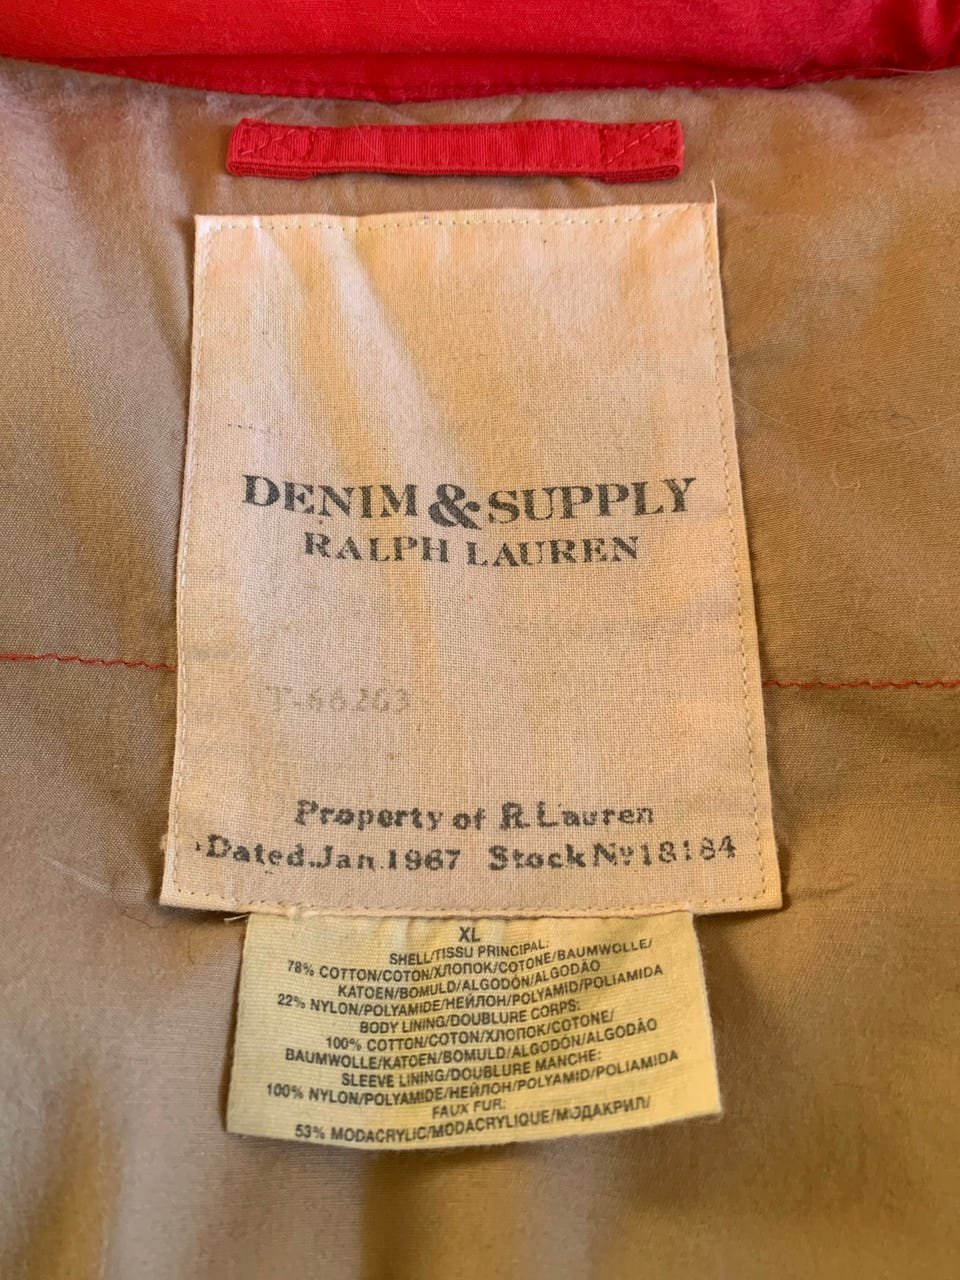 DENIM & SUPPLY
RALPH LAUREN
T-66263
Property of R. Lauren
Dated Jan. 1967 Stock Nº 18184
XL
SHELL/TISSU PRINCIPAL:
78% COTTON/COTON/ХЛОПОК/COTONE/BAUMWOLLE/
KATOEN/BOMULD/ALGODÓN/ALGODÃO
22% NYLON/POLYAMIDE/НЕЙЛОН/POLYAMID/POLIAMIDA
BODY LINING/DOUBLURE CORPS:
100% COTTON/COTON/ХЛОПОК/COTONE/
BAUMWOLLE/KATOEN/BOMULD/ALGODÓN/ALGODÃO
SLEEVE LINING/DOUBLURE MANCHE:
100% NYLON/POLYAMIDE/НЕЙЛОН/POLYAMID/POLIAMIDA
FAUX FUR:
53% MODACRYLIC/MODACRYLIQUE/МОДАКРИЛ/